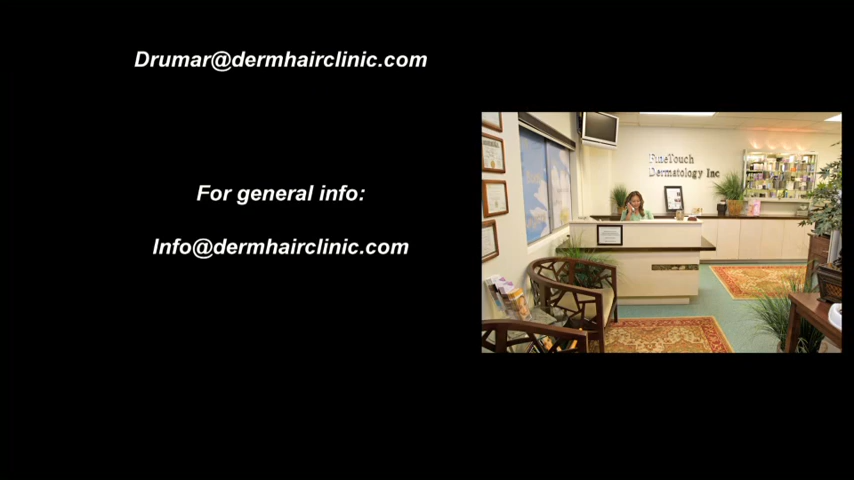 Drumar@dermhairclinic.com
For general info:
Info@dermhairclinic.com
FineTouch
Dermatology Inc